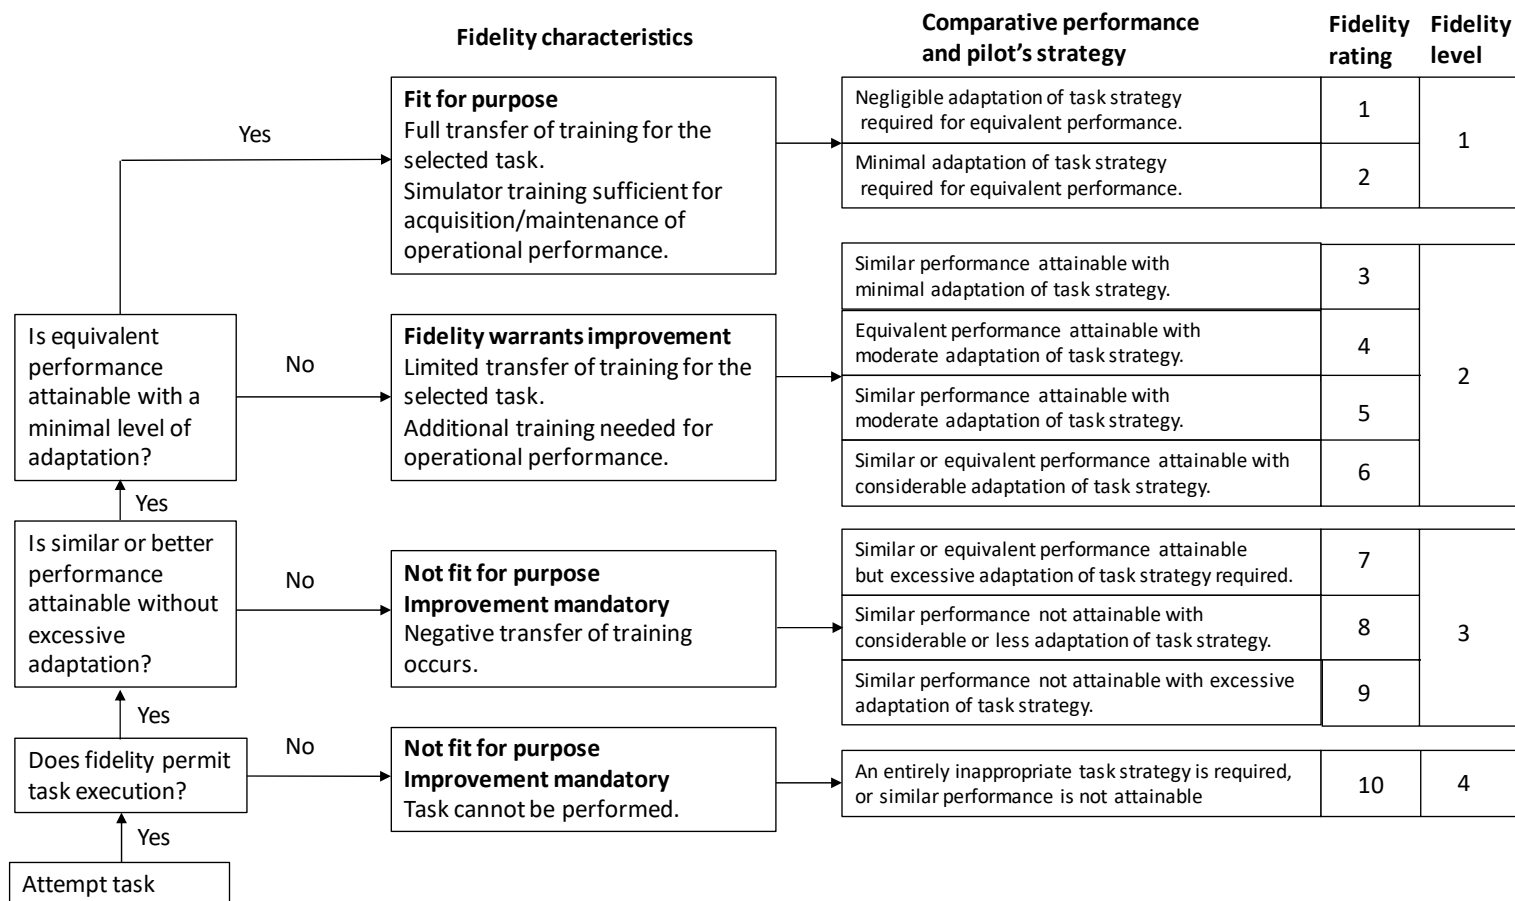 Fidelity characteristics
Comparative performance
and pilot's strategy
Fidelity
rating
Fidelity
level
Yes
Fit for purpose
Full transfer of training for the
selected task.
Simulator training sufficient for
acquisition/maintenance of
operational performance.
Negligible adaptation of task strategy
required for equivalent performance.
1
Minimal adaptation of task strategy
required for equivalent performance.
2
1
Is equivalent
performance
attainable with a
minimal level of
adaptation?
No
Fidelity warrants improvement
Limited transfer of training for the
selected task.
Additional training needed for
operational performance.
Similar performance attainable with
minimal adaptation of task strategy.
3
Equivalent performance attainable with
moderate adaptation of task strategy.
4
Similar performance attainable with
moderate adaptation of task strategy.
5
Similar or equivalent performance attainable with
considerable adaptation of task strategy.
6
2
Yes
Is similar or better
performance
attainable without
excessive
adaptation?
No
Not fit for purpose
Improvement mandatory
Negative transfer of training
occurs.
Similar or equivalent performance attainable
but excessive adaptation of task strategy required.
7
Similar performance not attainable with
considerable or less adaptation of task strategy.
8
Similar performance not attainable with excessive
adaptation of task strategy.
9
3
Yes
Does fidelity permit
task execution?
No
Not fit for purpose
Improvement mandatory
Task cannot be performed.
An entirely inappropriate task strategy is required,
or similar performance is not attainable
10
4
Yes
Attempt task